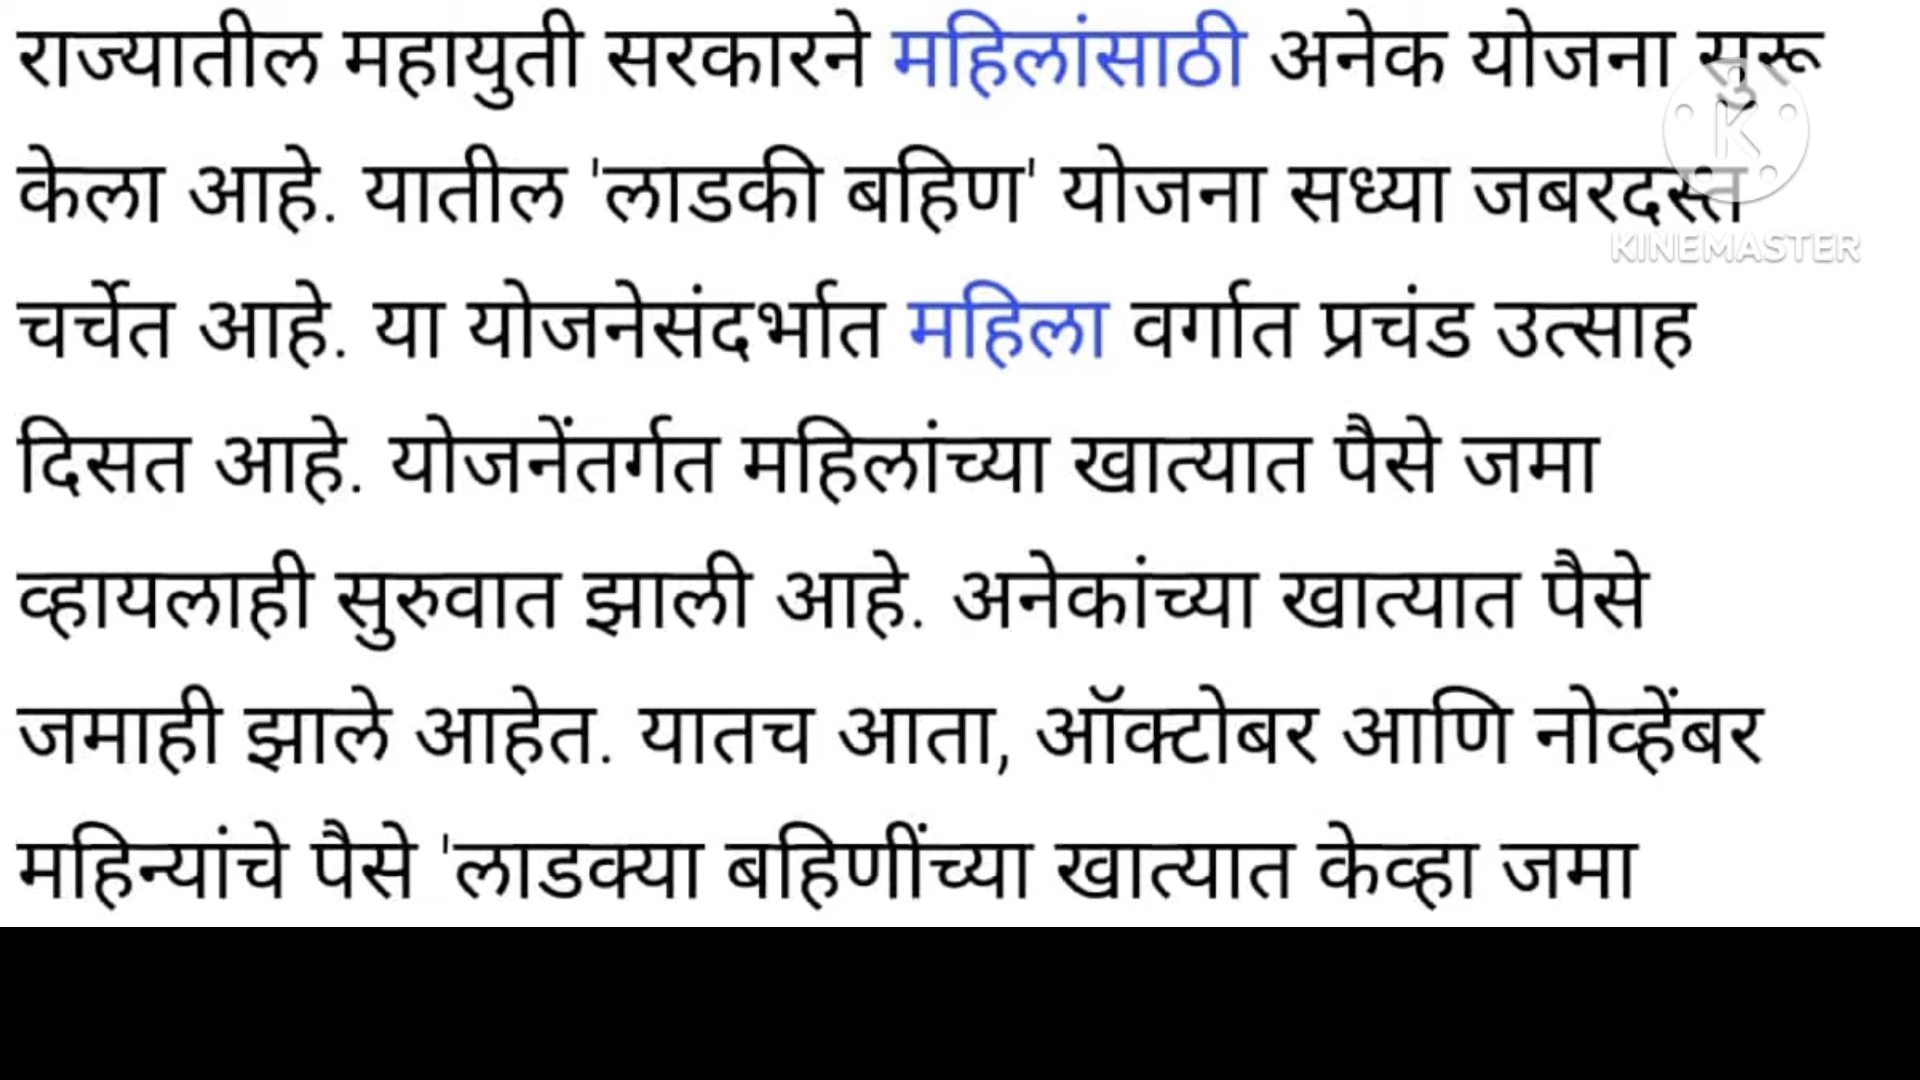 राज्यातील महायुती सरकारने महिलांसाठी अनेक योजना सुरू
केला आहे. यातील 'लाडकी बहिण' योजना सध्या जबरदस्त
KINEMASTER
चर्चेत आहे. या योजनेसंदर्भात महिला वर्गात प्रचंड उत्साह
दिसत आहे. योजनेंतर्गत महिलांच्या खात्यात पैसे जमा
व्हायलाही सुरुवात झाली आहे. अनेकांच्या खात्यात पैसे
जमाही झाले आहेत. यातच आता, ऑक्टोबर आणि नोव्हेंबर
महिन्यांचे पैसे 'लाडक्या बहिणींच्या खात्यात केव्हा जमा